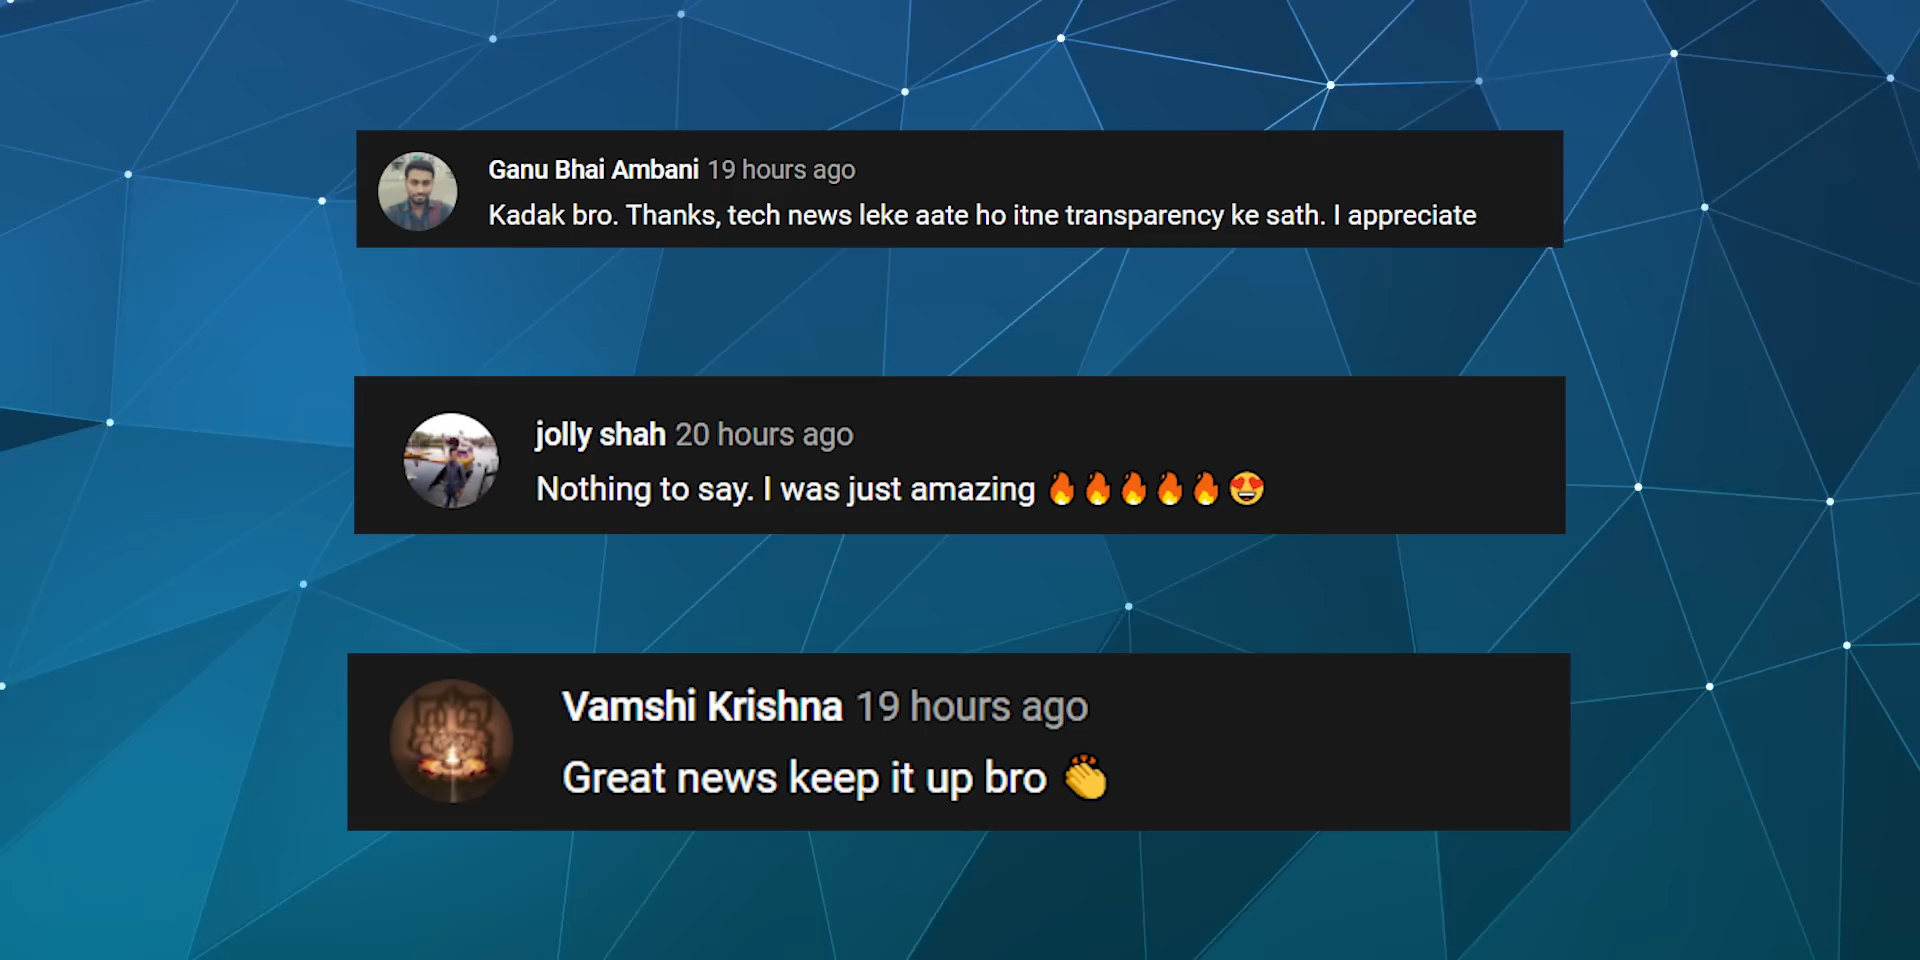 Ganu Bhai Ambani 19 hours ago
Kadak bro. Thanks, tech news leke aate ho itne transparency ke sath. I appreciate
jolly shah 20 hours ago
Nothing to say. I was just amazing 🔥🔥🔥🔥🔥😍
Vamshi Krishna 19 hours ago
Great news keep it up bro 👏